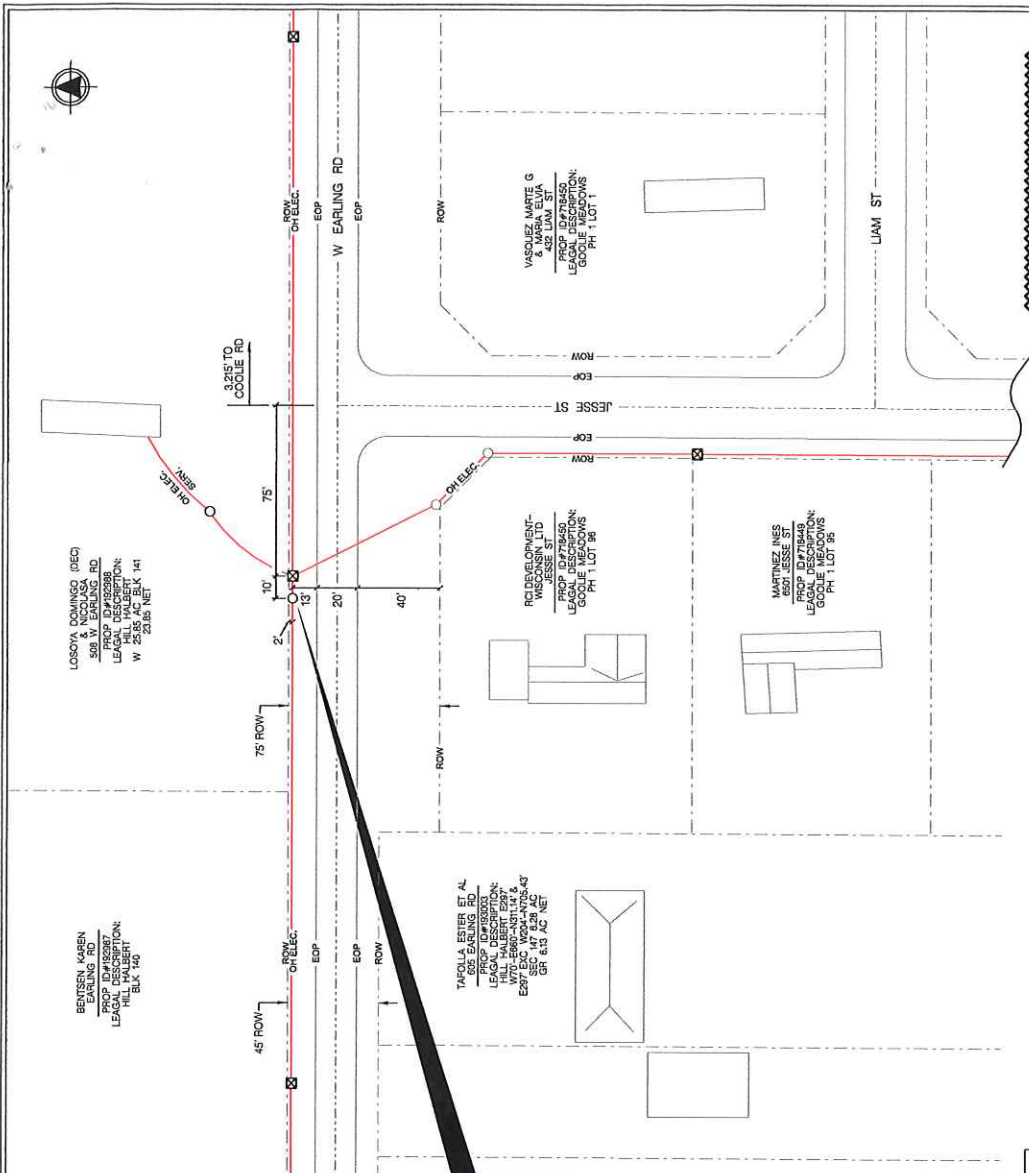 ROW
OH ELEC.
EOP
W EARLING RD
EOP
ROW
3,215' TO
COOLIE RD
OH ELEC.
SERV.
75'
10'
13'
20'
40'
2'
LOSOYA DOMINGO (DEC)
& NICOLASA
508 W EARLING RD
PROP ID#192988
LEAGAL DESCRIPTION:
HILL HALBERT
W 25.85 AC BLK 141
23.85 NET
VASQUEZ MARTE G
& MARIA ELVIA
432 LIAM ST
PROP ID#718450
LEAGAL DESCRIPTION:
GOOLIE MEADOWS
PH 1 LOT 1
LIAM ST
ROW
EOP
JESSE ST
EOP
ROW
OH ELEC.
RCI DEVELOPMENT-
WISCONSIN LTD
JESSE ST
PROP ID#718450
LEAGAL DESCRIPTION:
GOOLIE MEADOWS
PH 1 LOT 96
MARTINEZ INES
6501 JESSE ST
PROP ID#718449
LEAGAL DESCRIPTION:
GOOLIE MEADOWS
PH 1 LOT 95
75' ROW
ROW
BENTSEN KAREN
EARLING RD
PROP ID#192987
LEAGAL DESCRIPTION:
HILL HALBERT
BLK 140
ROW
OH ELEC.
EOP
EOP
ROW
45' ROW
TAFOLLA ESTER ET AL
605 EARLING RD
PROP ID#193003
LEAGAL DESCRIPTION:
HILL HALBERT E297'
W70'-E660'-N311.14' &
E297' EXC W204'-N705.43'
SEC 147 6.28 AC
GR 6.13 AC NET